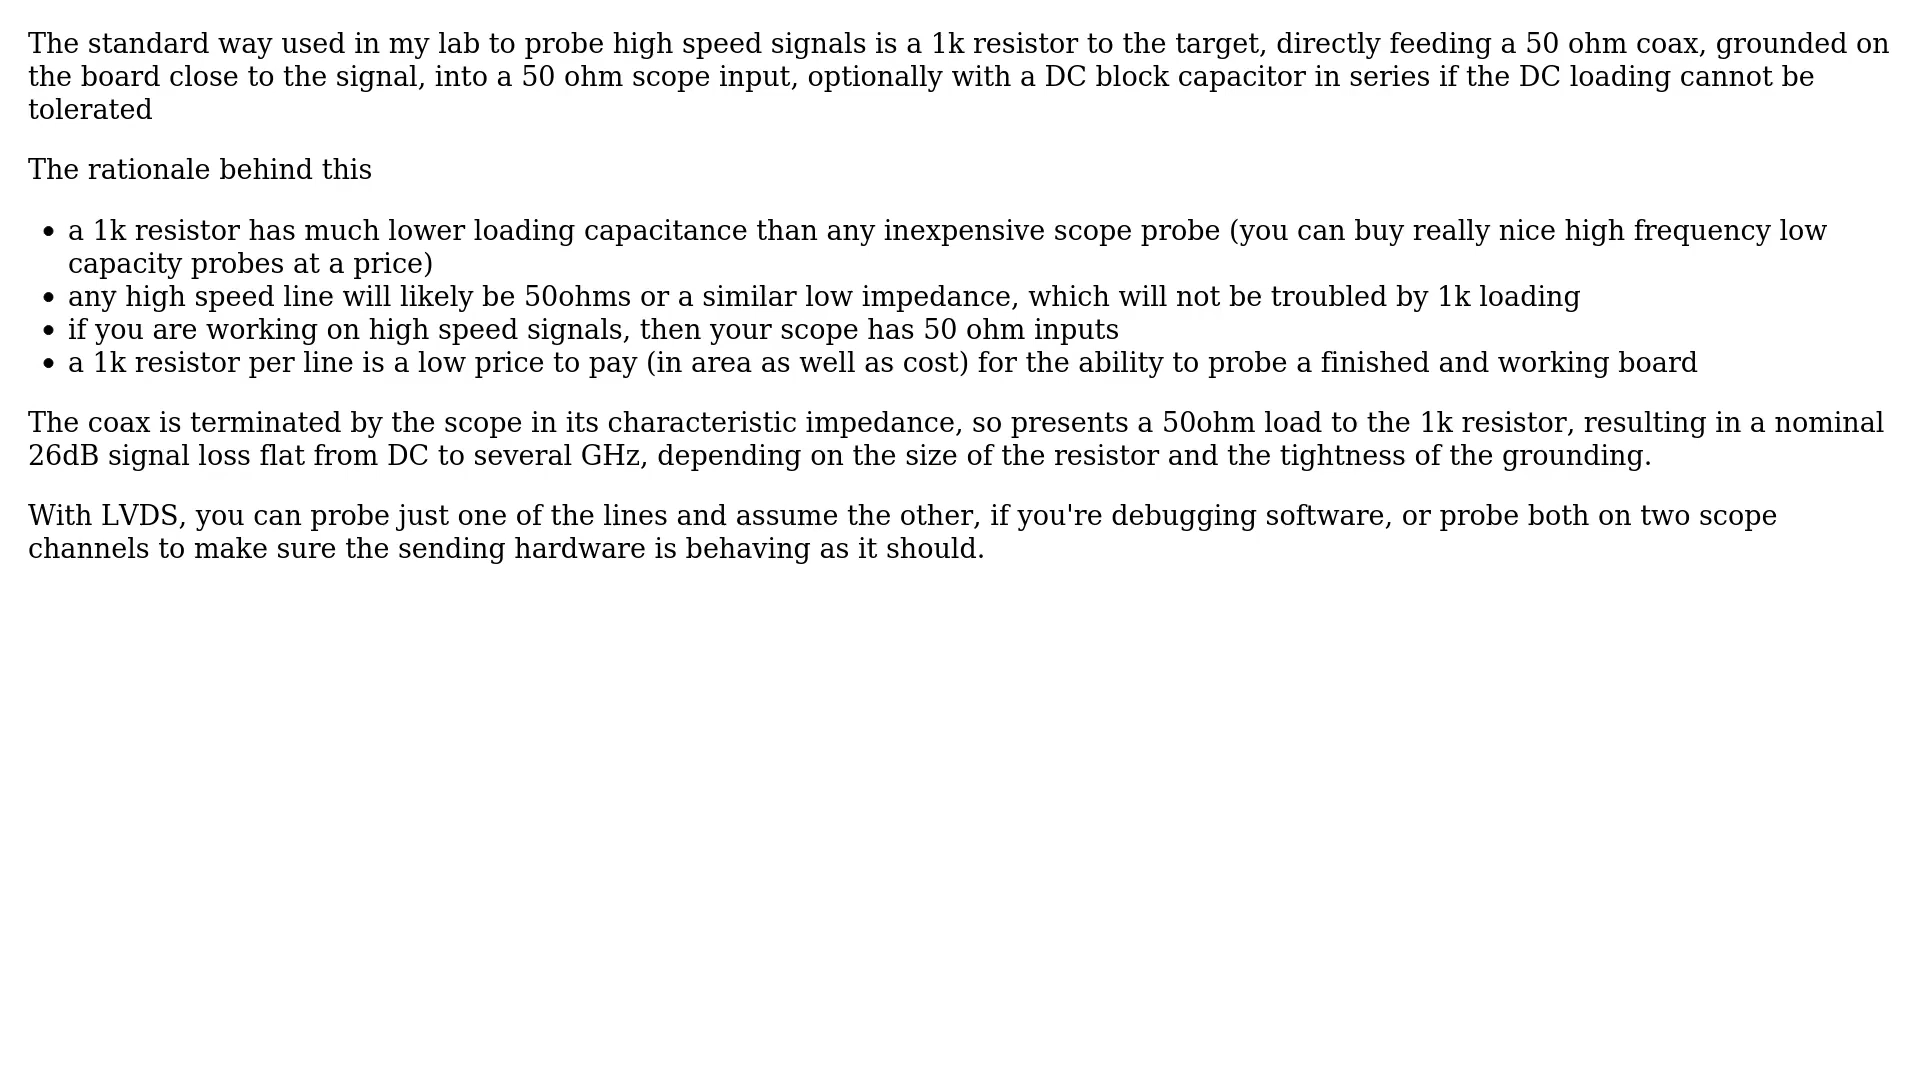 The standard way used in my lab to probe high speed signals is a 1k resistor to the target, directly feeding a 50 ohm coax, grounded on
the board close to the signal, into a 50 ohm scope input, optionally with a DC block capacitor in series if the DC loading cannot be
tolerated
The rationale behind this
• a 1k resistor has much lower loading capacitance than any inexpensive scope probe (you can buy really nice high frequency low
capacity probes at a price)
• any high speed line will likely be 50ohms or a similar low impedance, which will not be troubled by 1k loading
• if you are working on high speed signals, then your scope has 50 ohm inputs
• a 1k resistor per line is a low price to pay (in area as well as cost) for the ability to probe a finished and working board
The coax is terminated by the scope in its characteristic impedance, so presents a 50ohm load to the 1k resistor, resulting in a nominal
26dB signal loss flat from DC to several GHz, depending on the size of the resistor and the tightness of the grounding.
With LVDS, you can probe just one of the lines and assume the other, if you're debugging software, or probe both on two scope
channels to make sure the sending hardware is behaving as it should.